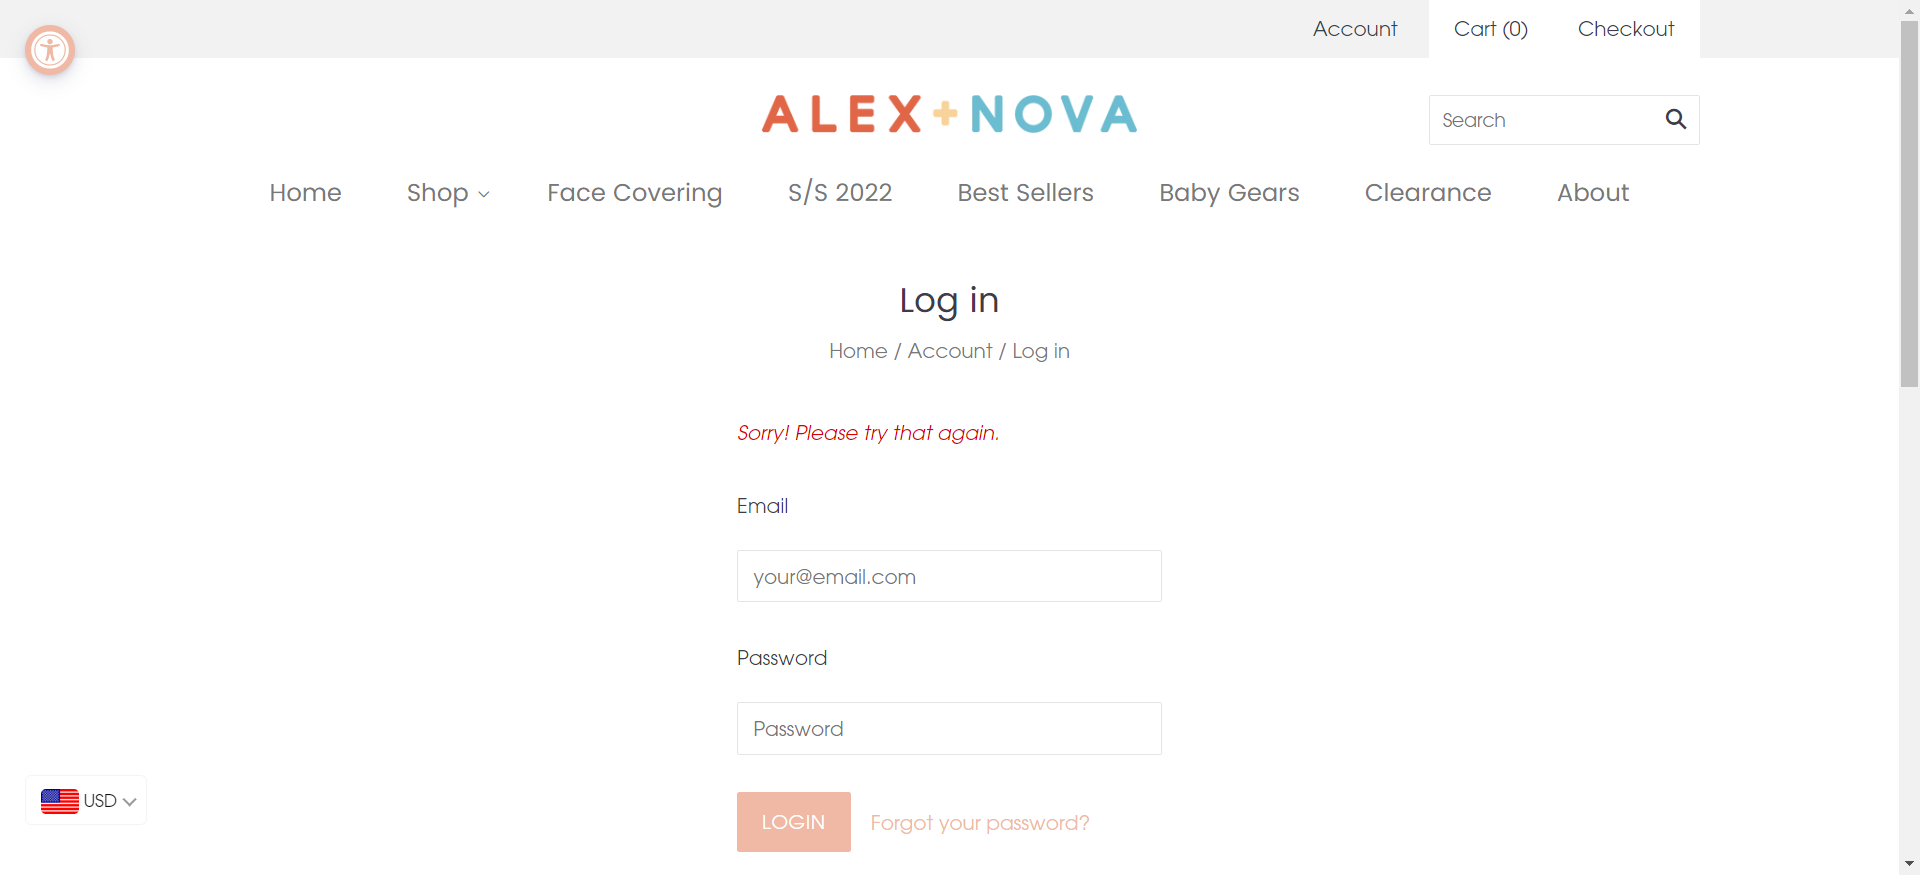 Account
Cart (0)
Checkout
ALEX+NOVA
Search
Home
Shop
Face Covering
S/S 2022
Best Sellers
Baby Gears
Clearance
About
Log in
Home / Account / Log in
Sorry! Please try that again.
Email
your@email.com
Password
Password
USD
LOGIN
Forgot your password?